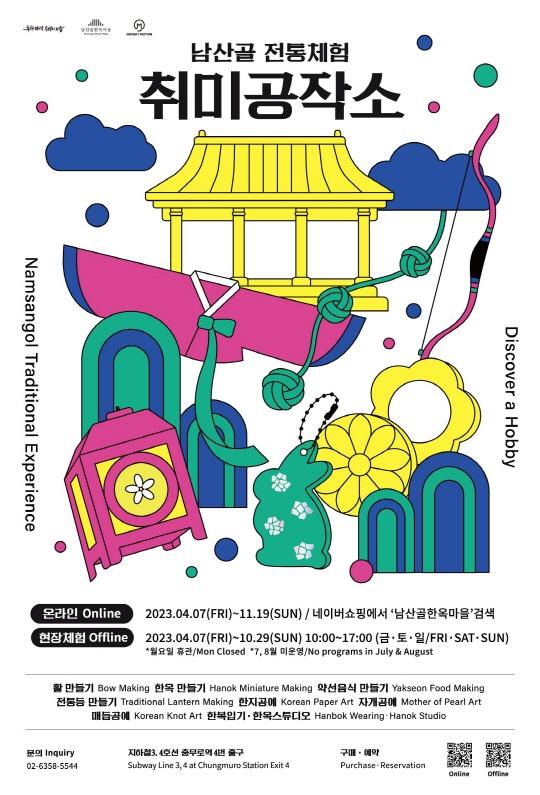 남산골한옥마을
남산골 전통체험
취미공작소
Namsangol Traditional Experience
Discover a Hobby
온라인 Online 2023.04.07(FRI)~11.19(SUN) / 네이버쇼핑에서 ‘남산골한옥마을’검색
현장체험 Offline 2023.04.07(FRI)~10.29(SUN) 10:00~17:00 (금·토·일/FRI·SAT·SUN)
*월요일 휴관/Mon Closed *7, 8월 미운영/No programs in July & August
활 만들기 Bow Making 한옥 만들기 Hanok Miniature Making 약선음식 만들기 Yakseon Food Making
전통등 만들기 Traditional Lantern Making 한지공예 Korean Paper Art 자개공예 Mother of Pearl Art
매듭공예 Korean Knot Art 한복입기·한옥스튜디오 Hanbok Wearing·Hanok Studio
문의 Inquiry
02-6358-5544
지하철3, 4호선 충무로역 4번 출구
Subway Line 3, 4 at Chungmuro Station Exit 4
구매·예약
Purchase·Reservation
Online
Offline